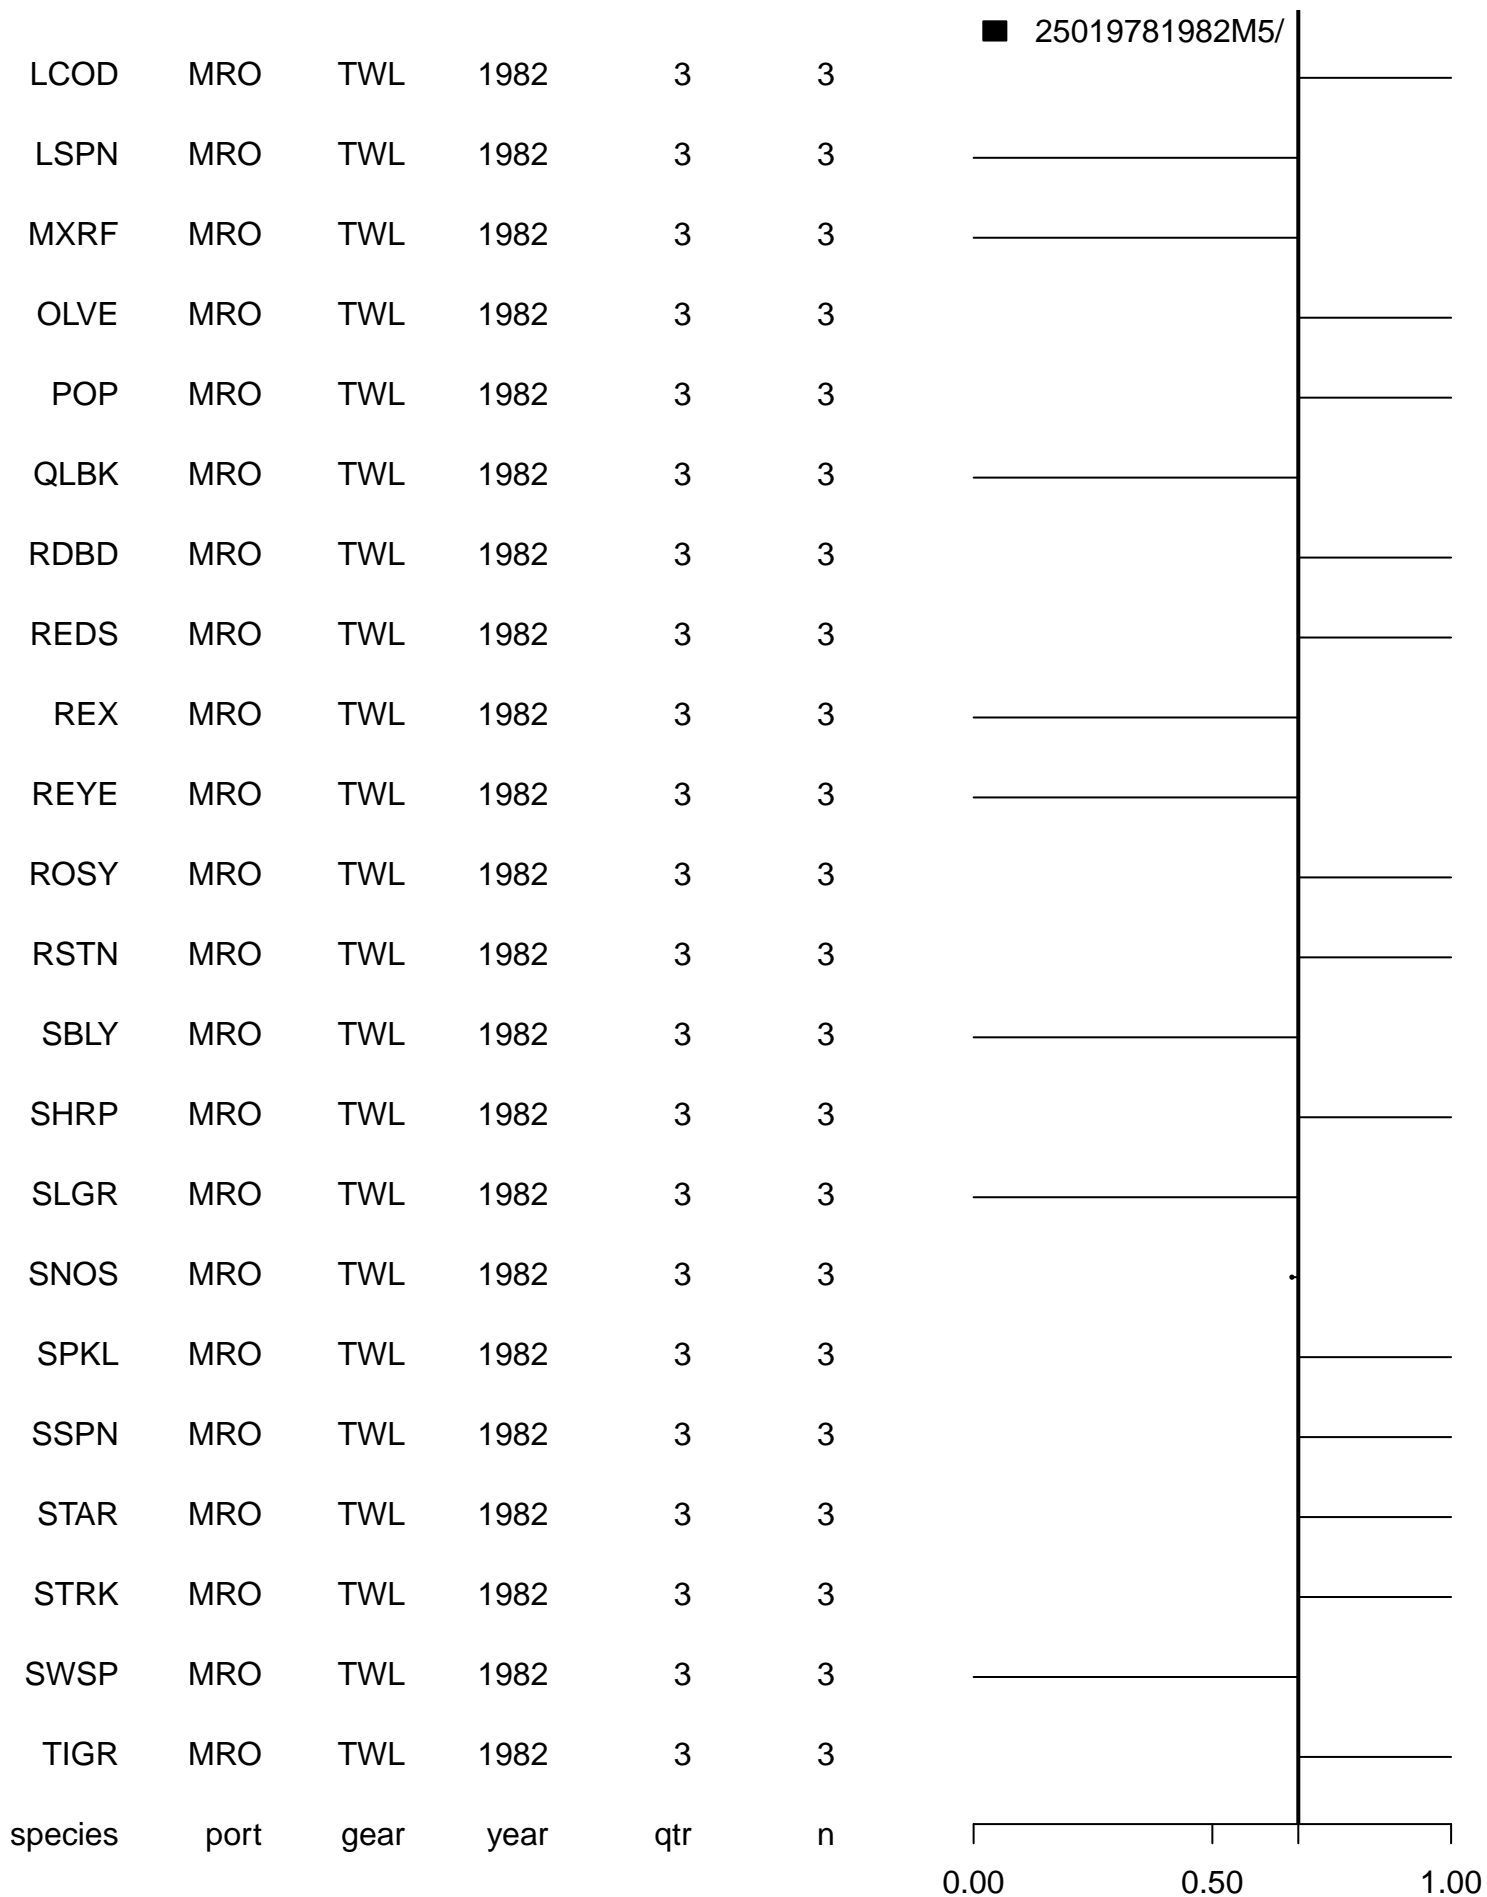 25019781982M5/
LCOD MRO TWL 1982 3 3
LSPN MRO TWL 1982 3 3
MXRF MRO TWL 1982 3 3
OLVE MRO TWL 1982 3 3
POP MRO TWL 1982 3 3
QLBK MRO TWL 1982 3 3
RDBD MRO TWL 1982 3 3
REDS MRO TWL 1982 3 3
REX MRO TWL 1982 3 3
REYE MRO TWL 1982 3 3
ROSY MRO TWL 1982 3 3
RSTN MRO TWL 1982 3 3
SBLY MRO TWL 1982 3 3
SHRP MRO TWL 1982 3 3
SLGR MRO TWL 1982 3 3
SNOS MRO TWL 1982 3 3
SPKL MRO TWL 1982 3 3
SSPN MRO TWL 1982 3 3
STAR MRO TWL 1982 3 3
STRK MRO TWL 1982 3 3
SWSP MRO TWL 1982 3 3
TIGR MRO TWL 1982 3 3
species port gear year qtr n
0.00 0.50 1.00